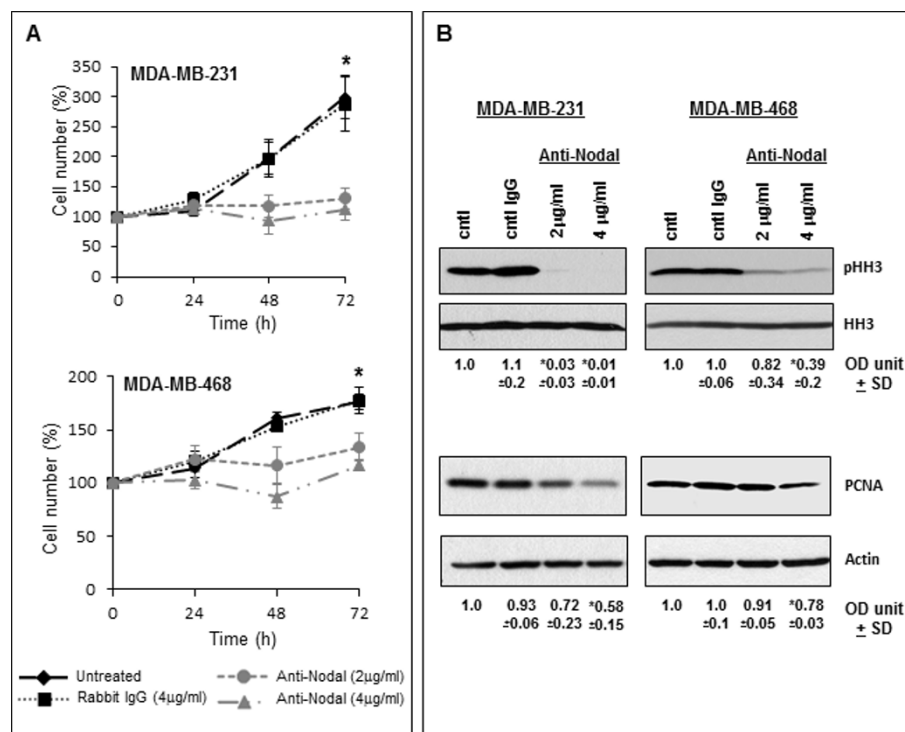 A
MDA-MB-231
*
350
300
250
200
150
100
50
0
Cell number (%)
0 24 48 72
Time (h)
MDA-MB-468
*
200
150
100
50
0
Cell number (%)
0 24 48 72
Time (h)
Untreated
Rabbit IgG (4µg/ml)
Anti-Nodal (2µg/ml)
Anti-Nodal (4µg/ml)
B
MDA-MB-231 MDA-MB-468
Anti-Nodal Anti-Nodal
cntl cntl IgG 2 µg/ml 4 µg/ml cntl cntl IgG 2 µg/ml 4 µg/ml
pHH3
HH3
1.0 1.1 *0.03 *0.01 1.0 1.0 0.82 *0.39 OD unit
±0.2 ±0.03 ±0.01 ±0.06 ±0.34 ±0.2 ± SD
PCNA
Actin
1.0 0.93 0.72 *0.58 1.0 1.0 0.91 *0.78 OD unit
±0.06 ±0.23 ±0.15 ±0.1 ±0.05 ±0.03 ± SD